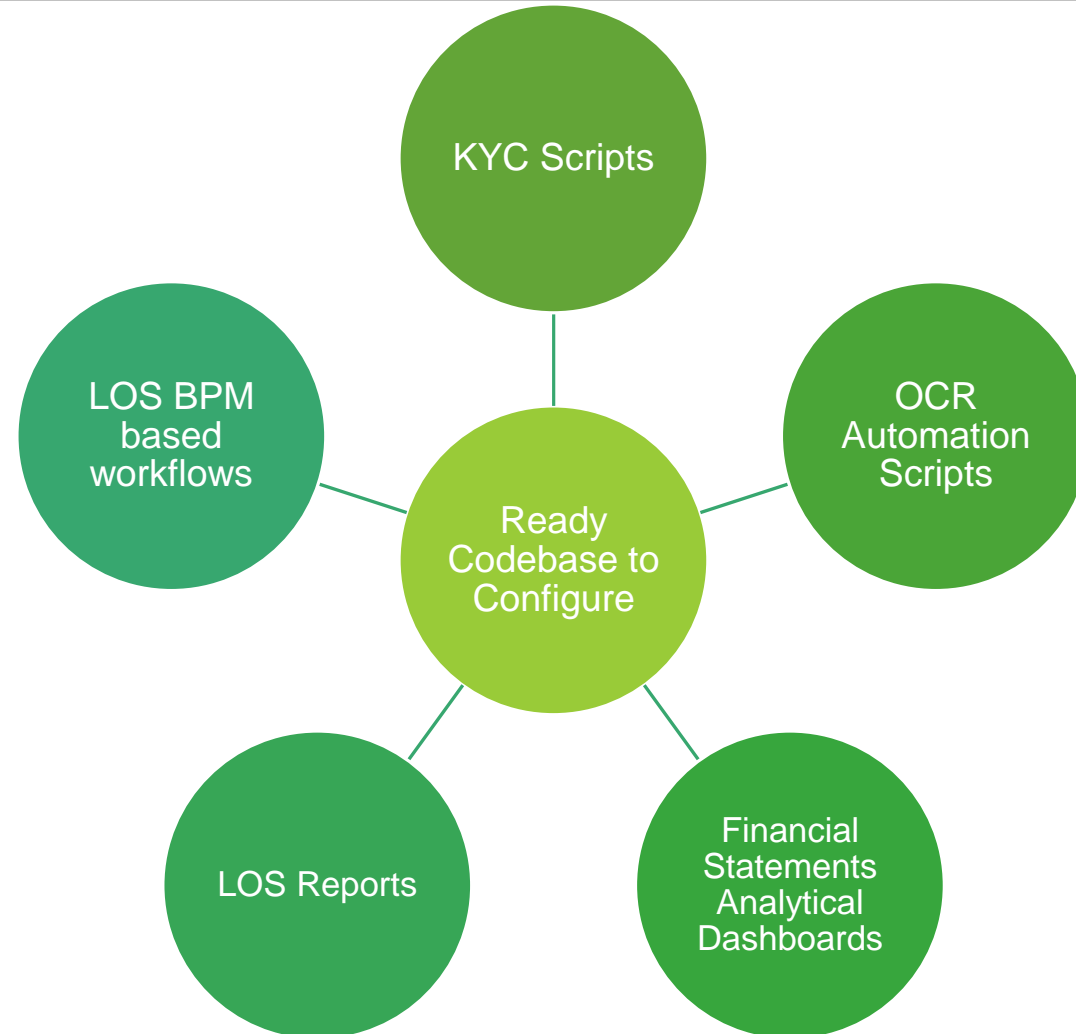 KYC Scripts
OCR
Automation
Scripts
Financial
Statements
Analytical
Dashboards
LOS Reports
LOS BPM
based
workflows
Ready
Codebase to
Configure